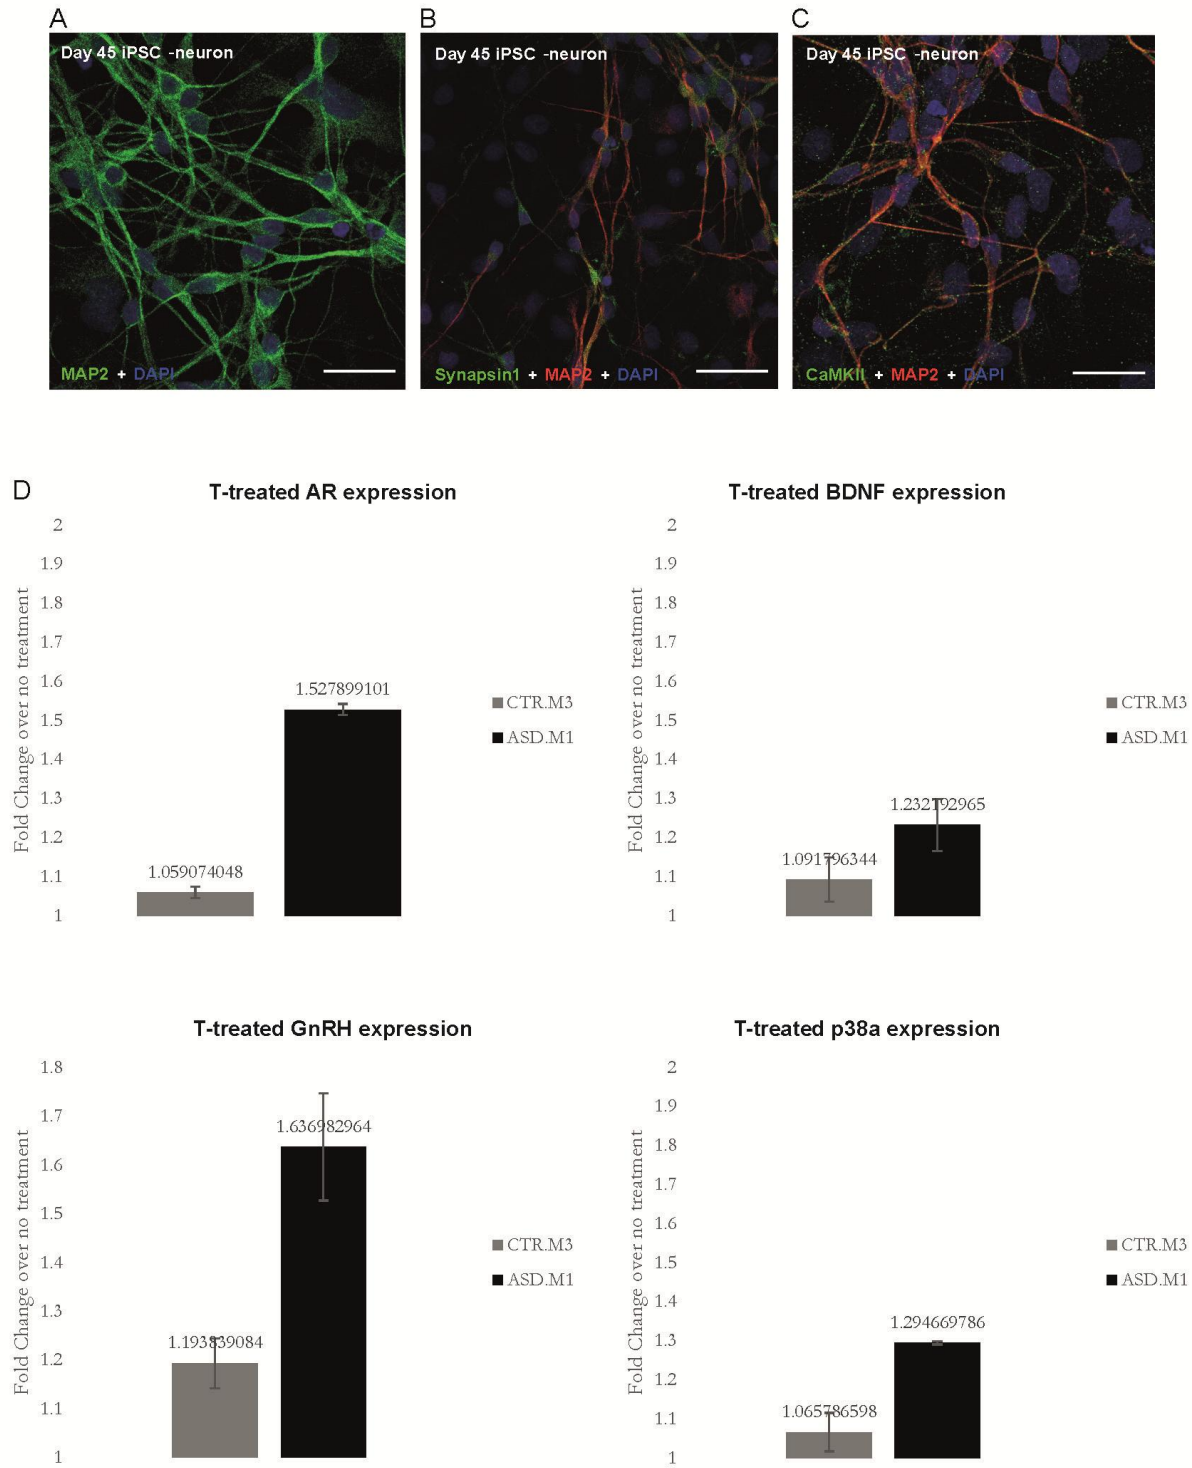 A
B
C
Day 45 iPSC -neuron
Day 45 iPSC -neuron
Day 45 iPSC -neuron
MAP2 + DAPI
Synapsin1 + MAP2 + DAPI
CaMKII + MAP2 + DAPI
D
T-treated AR expression
Fold Change over no treatment
2
1.9
1.8
1.7
1.6
1.5
1.4
1.3
1.2
1.1
1
1.059074048
1.527899101
CTR.M3
ASD.M1
T-treated BDNF expression
Fold Change over no treatment
2
1.9
1.8
1.7
1.6
1.5
1.4
1.3
1.2
1.1
1
1.091796344
1.232192965
CTR.M3
ASD.M1
T-treated GnRH expression
Fold Change over no treatment
1.8
1.7
1.6
1.5
1.4
1.3
1.2
1.1
1
1.193839084
1.636982964
CTR.M3
ASD.M1
T-treated p38a expression
Fold Change over no treatment
2
1.9
1.8
1.7
1.6
1.5
1.4
1.3
1.2
1.1
1
1.065786598
1.294669786
CTR.M3
ASD.M1